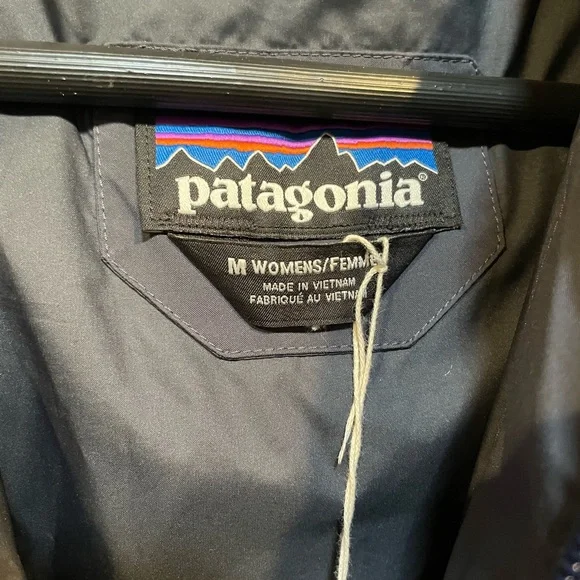 patagonia®
M WOMENS/FEMME
MADE IN VIETNAM
FABRIQUÉ AU VIETNAM